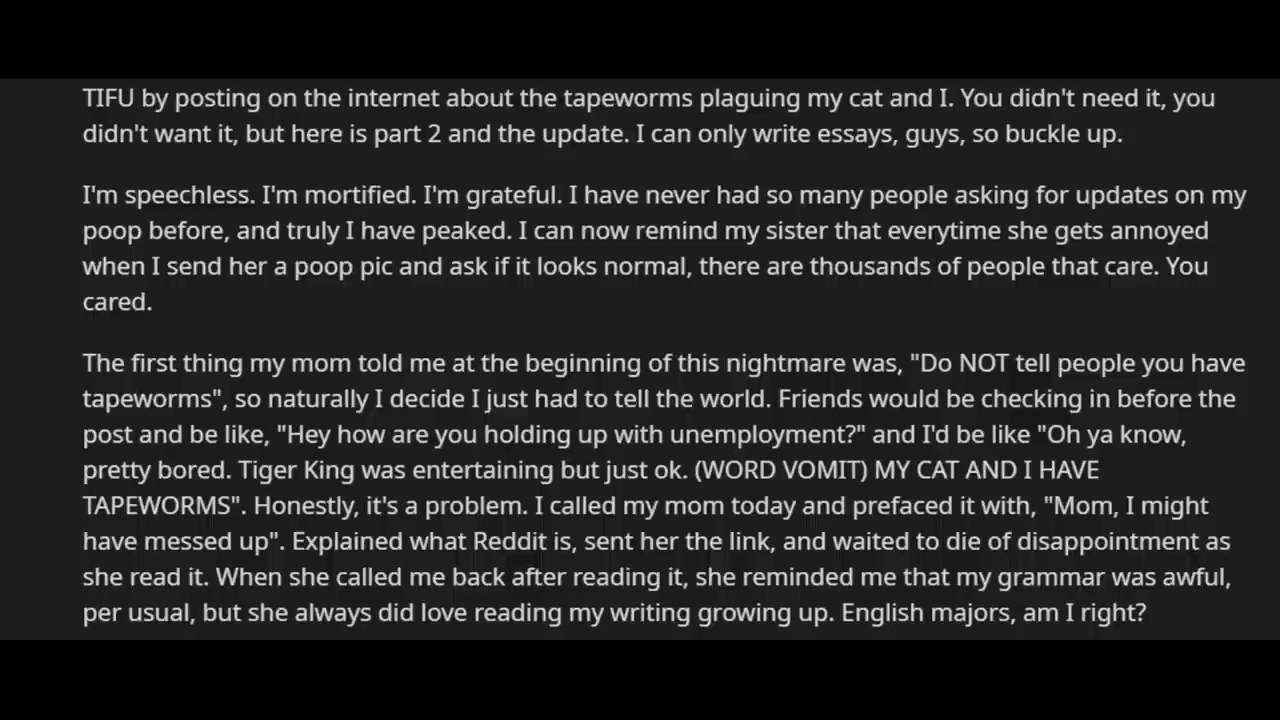 TIFU by posting on the internet about the tapeworms plaguing my cat and I. You didn't need it, you
didn't want it, but here is part 2 and the update. I can only write essays, guys, so buckle up.
I'm speechless. I'm mortified. I'm grateful. I have never had so many people asking for updates on my
poop before, and truly I have peaked. I can now remind my sister that everytime she gets annoyed
when I send her a poop pic and ask if it looks normal, there are thousands of people that care. You
cared.
The first thing my mom told me at the beginning of this nightmare was, "Do NOT tell people you have
tapeworms", so naturally I decide I just had to tell the world. Friends would be checking in before the
post and be like, "Hey how are you holding up with unemployment?" and I'd be like "Oh ya know,
pretty bored. Tiger King was entertaining but just ok. (WORD VOMIT) MY CAT AND I HAVE
TAPEWORMS". Honestly, it's a problem. I called my mom today and prefaced it with, "Mom, I might
have messed up". Explained what Reddit is, sent her the link, and waited to die of disappointment as
she read it. When she called me back after reading it, she reminded me that my grammar was awful,
per usual, but she always did love reading my writing growing up. English majors, am I right?